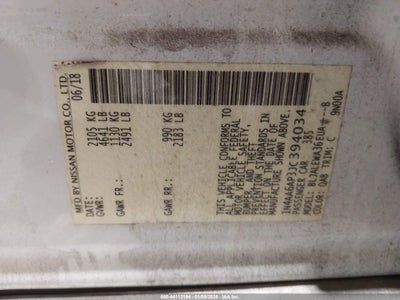 MFD BY NISSAN MOTOR CO., LTD.
06/18
GVWR: 2105 KG
4641 LB
GAWR FR: 1130 KG
2491 LB
GAWR RR: 990 KG
2183 LB
THIS VEHICLE CONFORMS TO
ALL APPLICABLE FEDERAL
MOTOR VEHICLE SAFETY,
BUMPER, AND THEFT
PREVENTION STANDARDS
IN EFFECT ON THE DATE OF
MANUFACTURE SHOWN ABOVE.
1N4AA6AP3JC394034
PASSENGER CAR 389
COLOR: QAB TRIM: C
9N00A